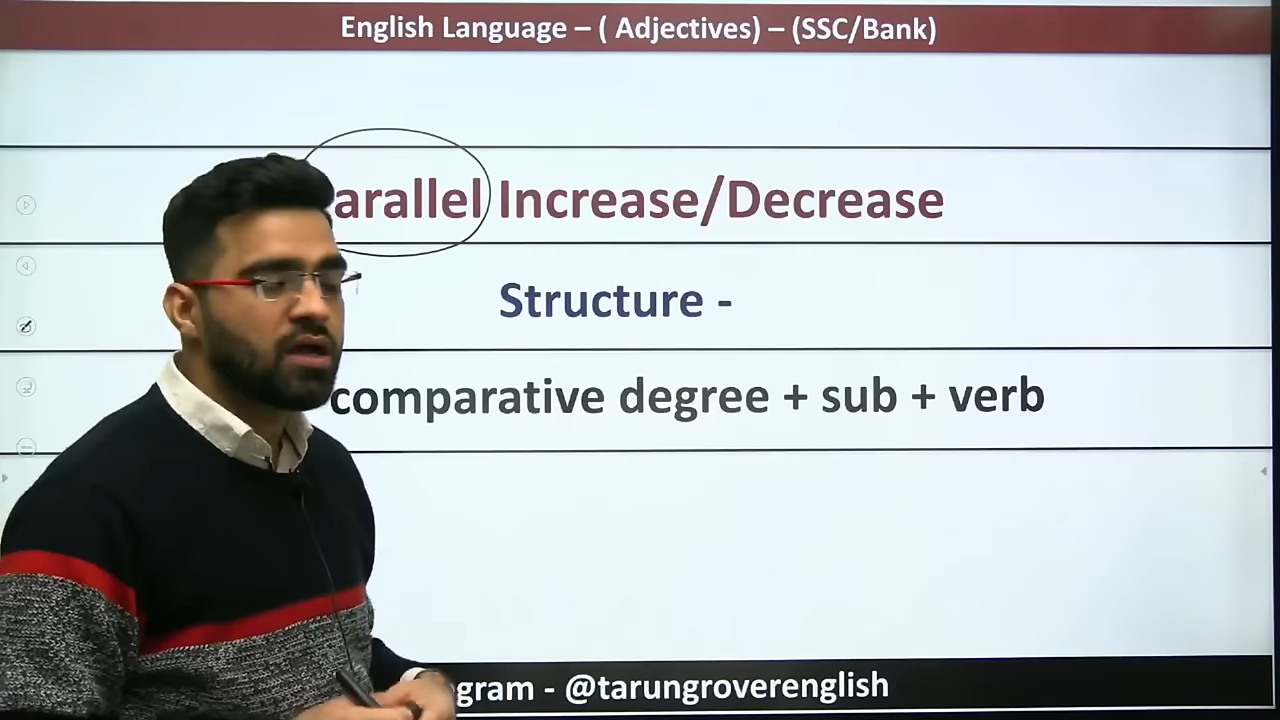 English Language – ( Adjectives) – (SSC/Bank)
arallel Increase/Decrease
Structure -
comparative degree + sub + verb
gram - @tarungroverenglish